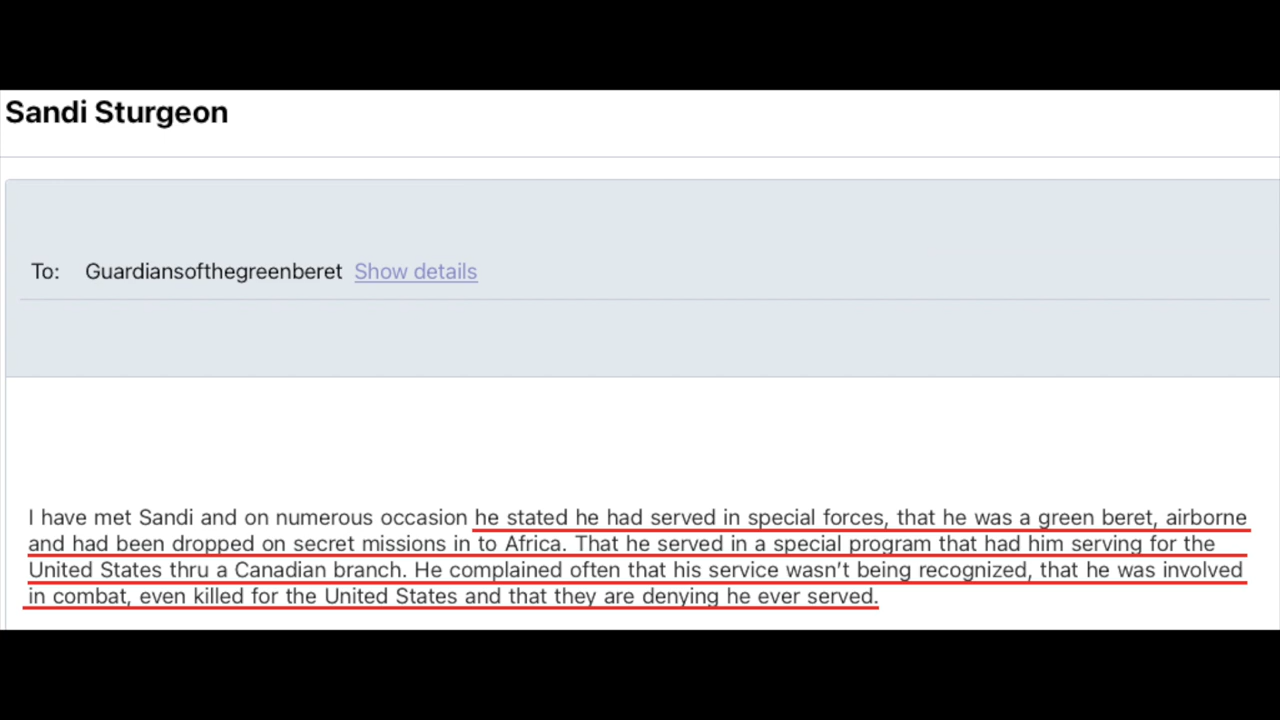 Sandi Sturgeon
To: Guardiansofthegreenberet Show details
I have met Sandi and on numerous occasion he stated he had served in special forces, that he was a green beret, airborne
and had been dropped on secret missions in to Africa. That he served in a special program that had him serving for the
United States thru a Canadian branch. He complained often that his service wasn’t being recognized, that he was involved
in combat, even killed for the United States and that they are denying he ever served.